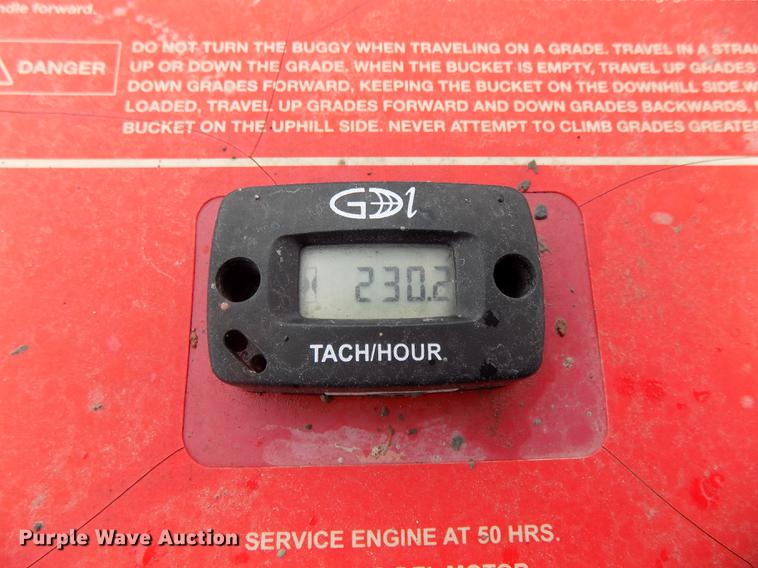 ndle forward.
DANGER
DO NOT TURN THE BUGGY WHEN TRAVELING ON A GRADE. TRAVEL IN A
UP OR DOWN THE GRADE. WHEN THE BUCKET IS EMPTY, TRAVEL UP GRADES
DOWN GRADES FORWARD, KEEPING THE BUCKET ON THE DOWNHILL SIDE.
LOADED, TRAVEL UP GRADES FORWARD AND DOWN GRADES BACKWARDS,
BUCKET ON THE UPHILL SIDE. NEVER ATTEMPT TO CLIMB GRADES GREATER
GDI
230.2
TACH/HOUR
Purple Wave Auction
SERVICE ENGINE AT 50 HRS.